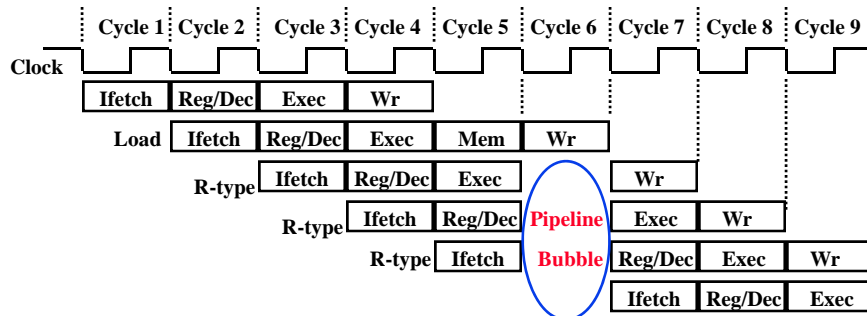 Cycle 1 Cycle 2 Cycle 3 Cycle 4 Cycle 5 Cycle 6 Cycle 7 Cycle 8 Cycle 9
Clock
Ifetch Reg/Dec Exec Wr
Load Ifetch Reg/Dec Exec Mem Wr
R-type Ifetch Reg/Dec Exec Wr
R-type Ifetch Reg/Dec Pipeline Exec Wr
R-type Ifetch Bubble Reg/Dec Exec Wr
Ifetch Reg/Dec Exec